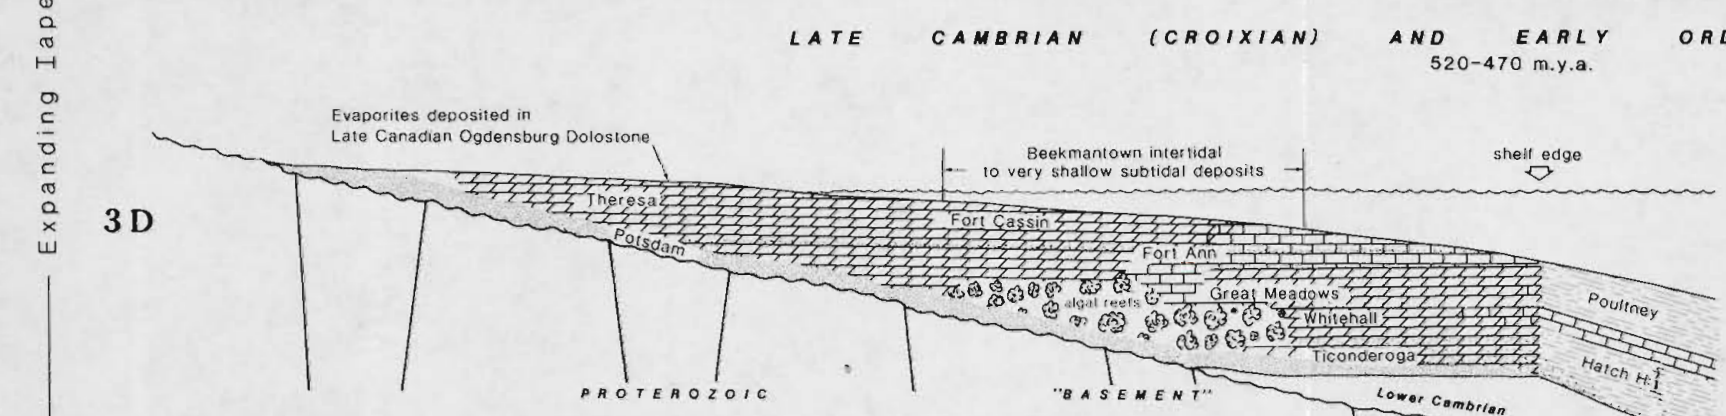 Expanding Iape
LATE CAMBRIAN (CROIXIAN) AND EARLY ORD
520-470 m.y.a.
Evaporites deposited in
Late Canadian Ogdensburg Dolostone
Beekmantown intertidal
to very shallow subtidal deposits
shelf edge
3D
Theresa
Potsdam
Fort Cassin
Fort Ann
algal reefs
Great Meadows
Whitehall
Ticonderoga
Poultney
Hatch Hi
PROTEROZOIC
"BASEMENT"
Lower Cambrian